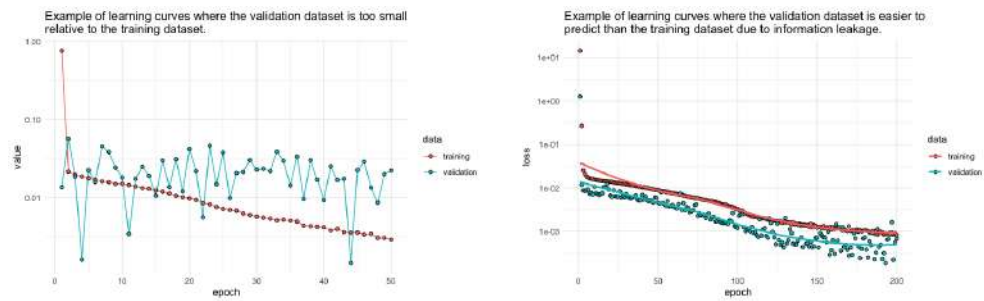 Example of learning curves where the validation dataset is too small
relative to the training dataset.
1.00
0.10
0.01
value
0
10
20
30
40
50
epoch
data
training
validation
Example of learning curves where the validation dataset is easier to
predict than the training dataset due to information leakage.
1e+01
1e+00
1e-01
1e-02
1e-03
loss
0
50
100
150
200
epoch
data
training
validation